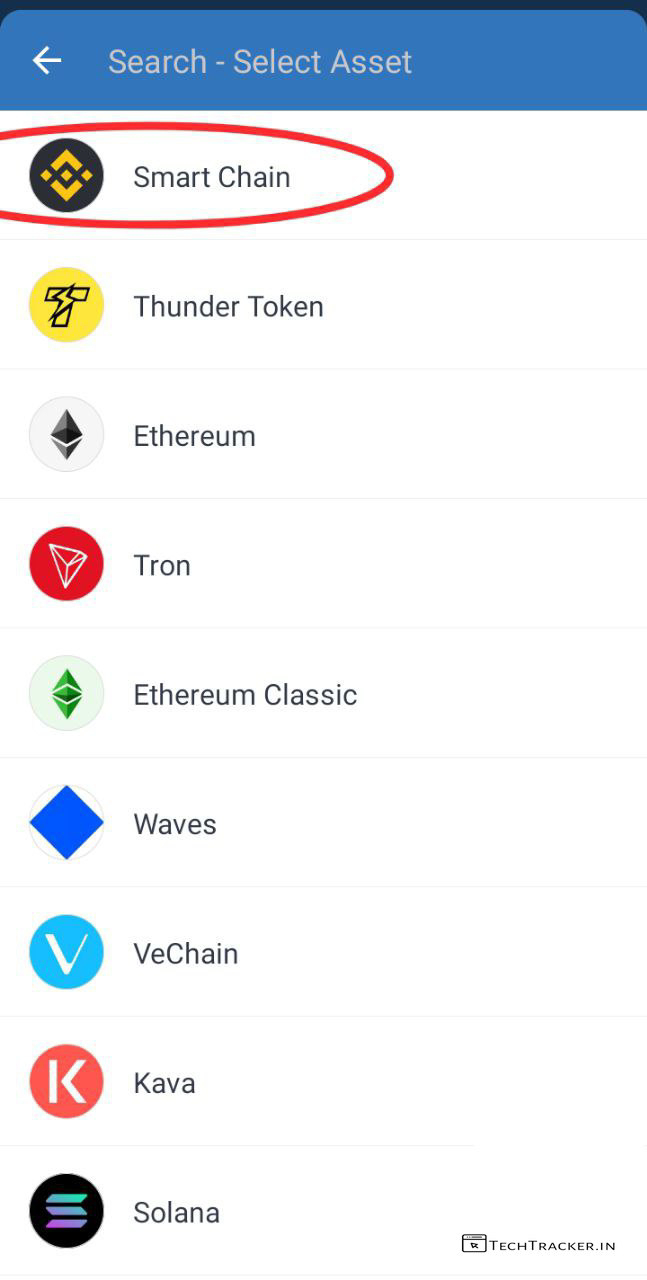 Search - Select Asset
Smart Chain
Thunder Token
Ethereum
Tron
Ethereum Classic
Waves
VeChain
Kava
Solana
TECHTRACKER.IN